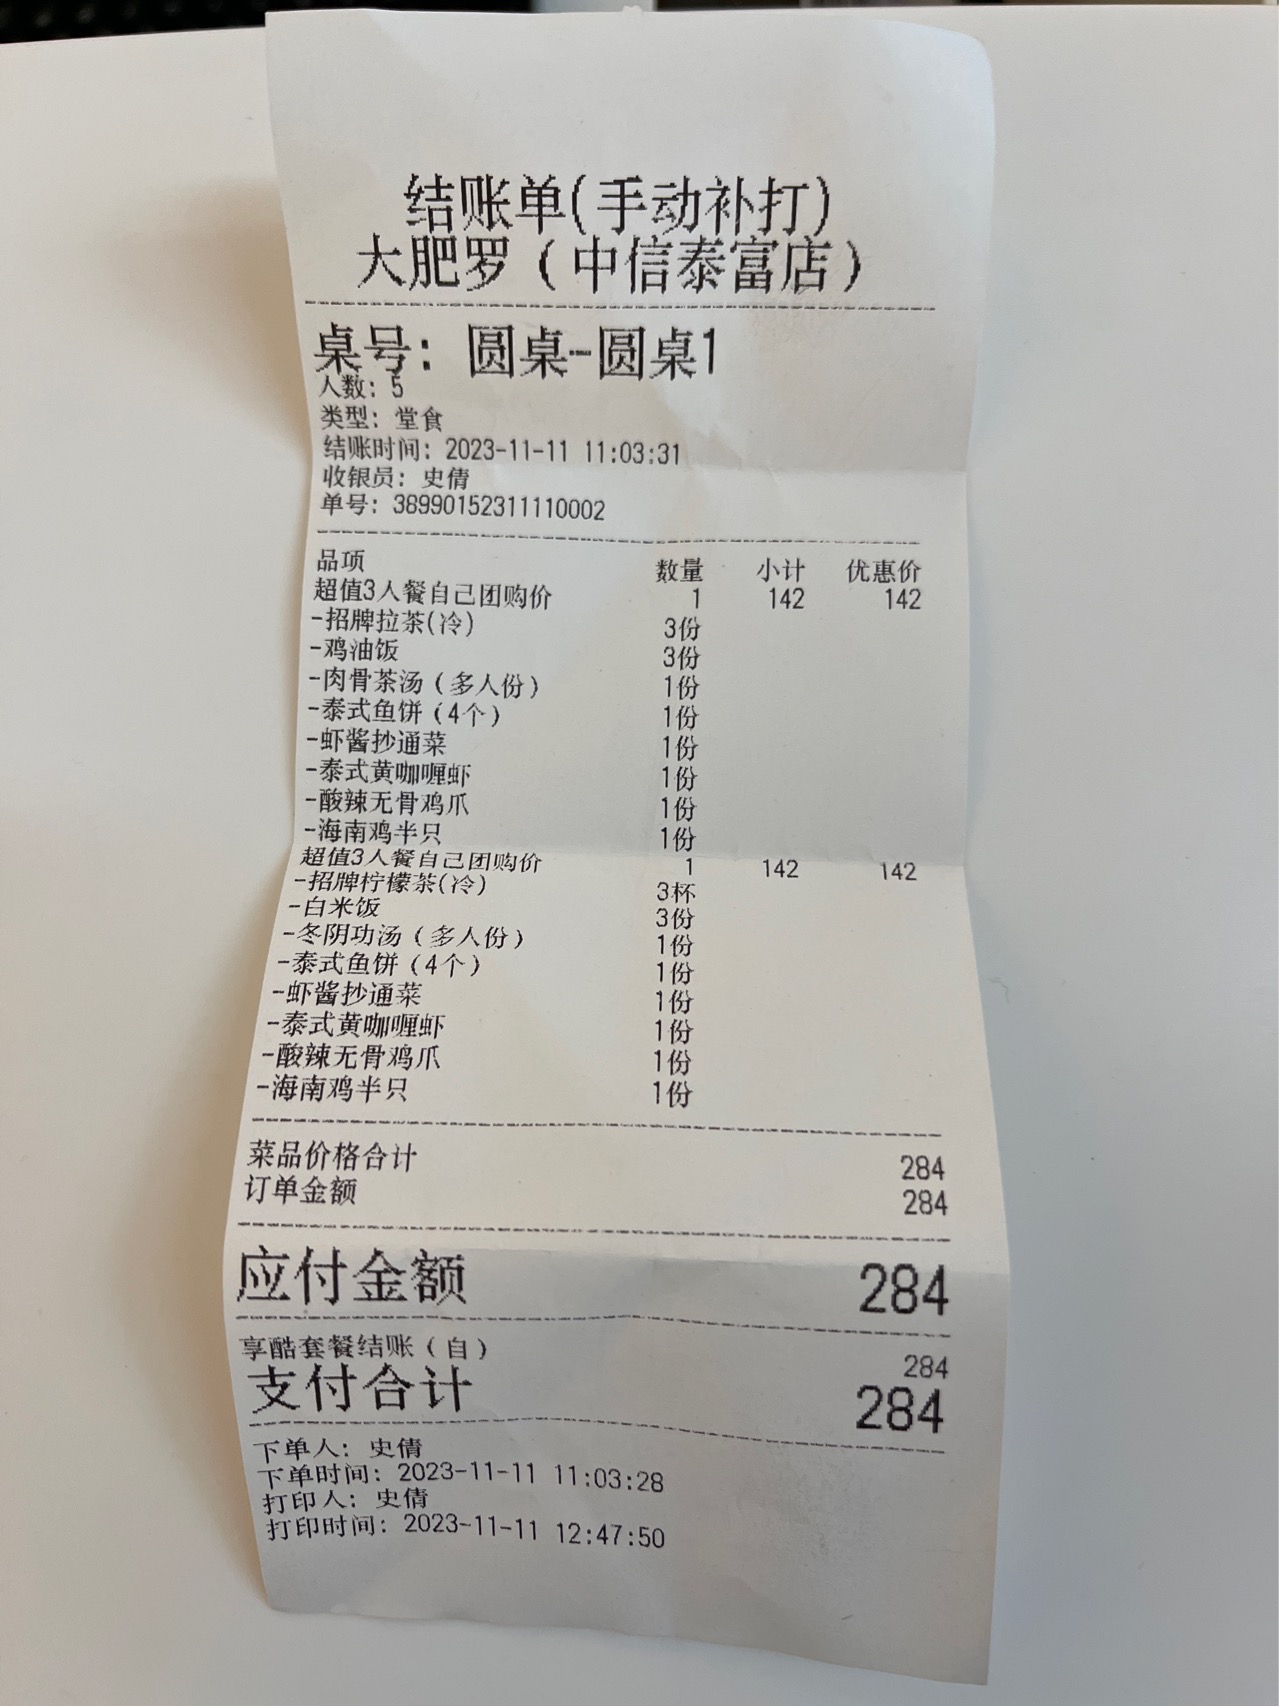 结账单(手动补打)
大肥罗（中信泰富店）
桌号：圆桌-圆桌1
人数：5
类型：堂食
结账时间：2023-11-11 11:03:31
收银员：史倩
单号：38990152311110002
品项 数量 小计 优惠价
超值3人餐自己团购价 1 142 142
-招牌拉茶(冷) 3份
-鸡油饭 3份
-肉骨茶汤（多人份） 1份
-泰式鱼饼（4个） 1份
-虾酱抄通菜 1份
-泰式黄咖喱虾 1份
-酸辣无骨鸡爪 1份
-海南鸡半只 1份
超值3人餐自己团购价 1 142 142
-招牌柠檬茶(冷) 3杯
-白米饭 3份
-冬阴功汤（多人份） 1份
-泰式鱼饼（4个） 1份
-虾酱抄通菜 1份
-泰式黄咖喱虾 1份
-酸辣无骨鸡爪 1份
-海南鸡半只 1份
菜品价格合计 284
订单金额 284
应付金额 284
享酷套餐结账（自） 284
支付合计 284
下单人：史倩
下单时间：2023-11-11 11:03:28
打印人：史倩
打印时间：2023-11-11 12:47:50